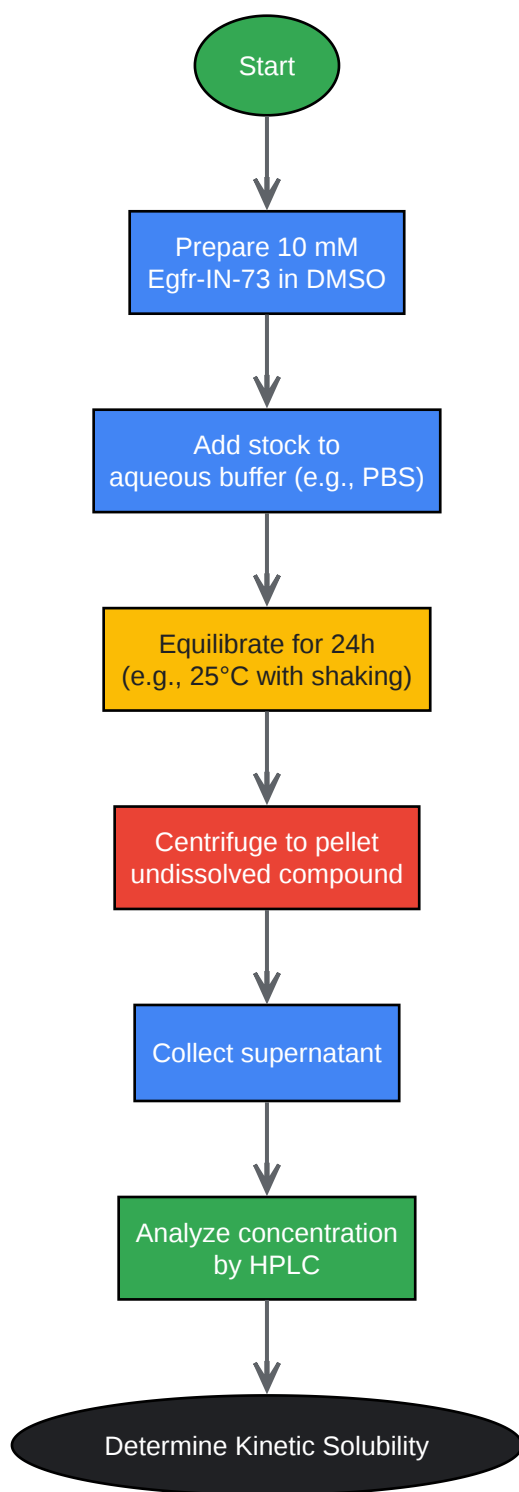 Start
Prepare 10 mM
Egfr-IN-73 in DMSO
Add stock to
aqueous buffer (e.g., PBS)
Equilibrate for 24h
(e.g., 25°C with shaking)
Centrifuge to pellet
undissolved compound
Collect supernatant
Analyze concentration
by HPLC
Determine Kinetic Solubility